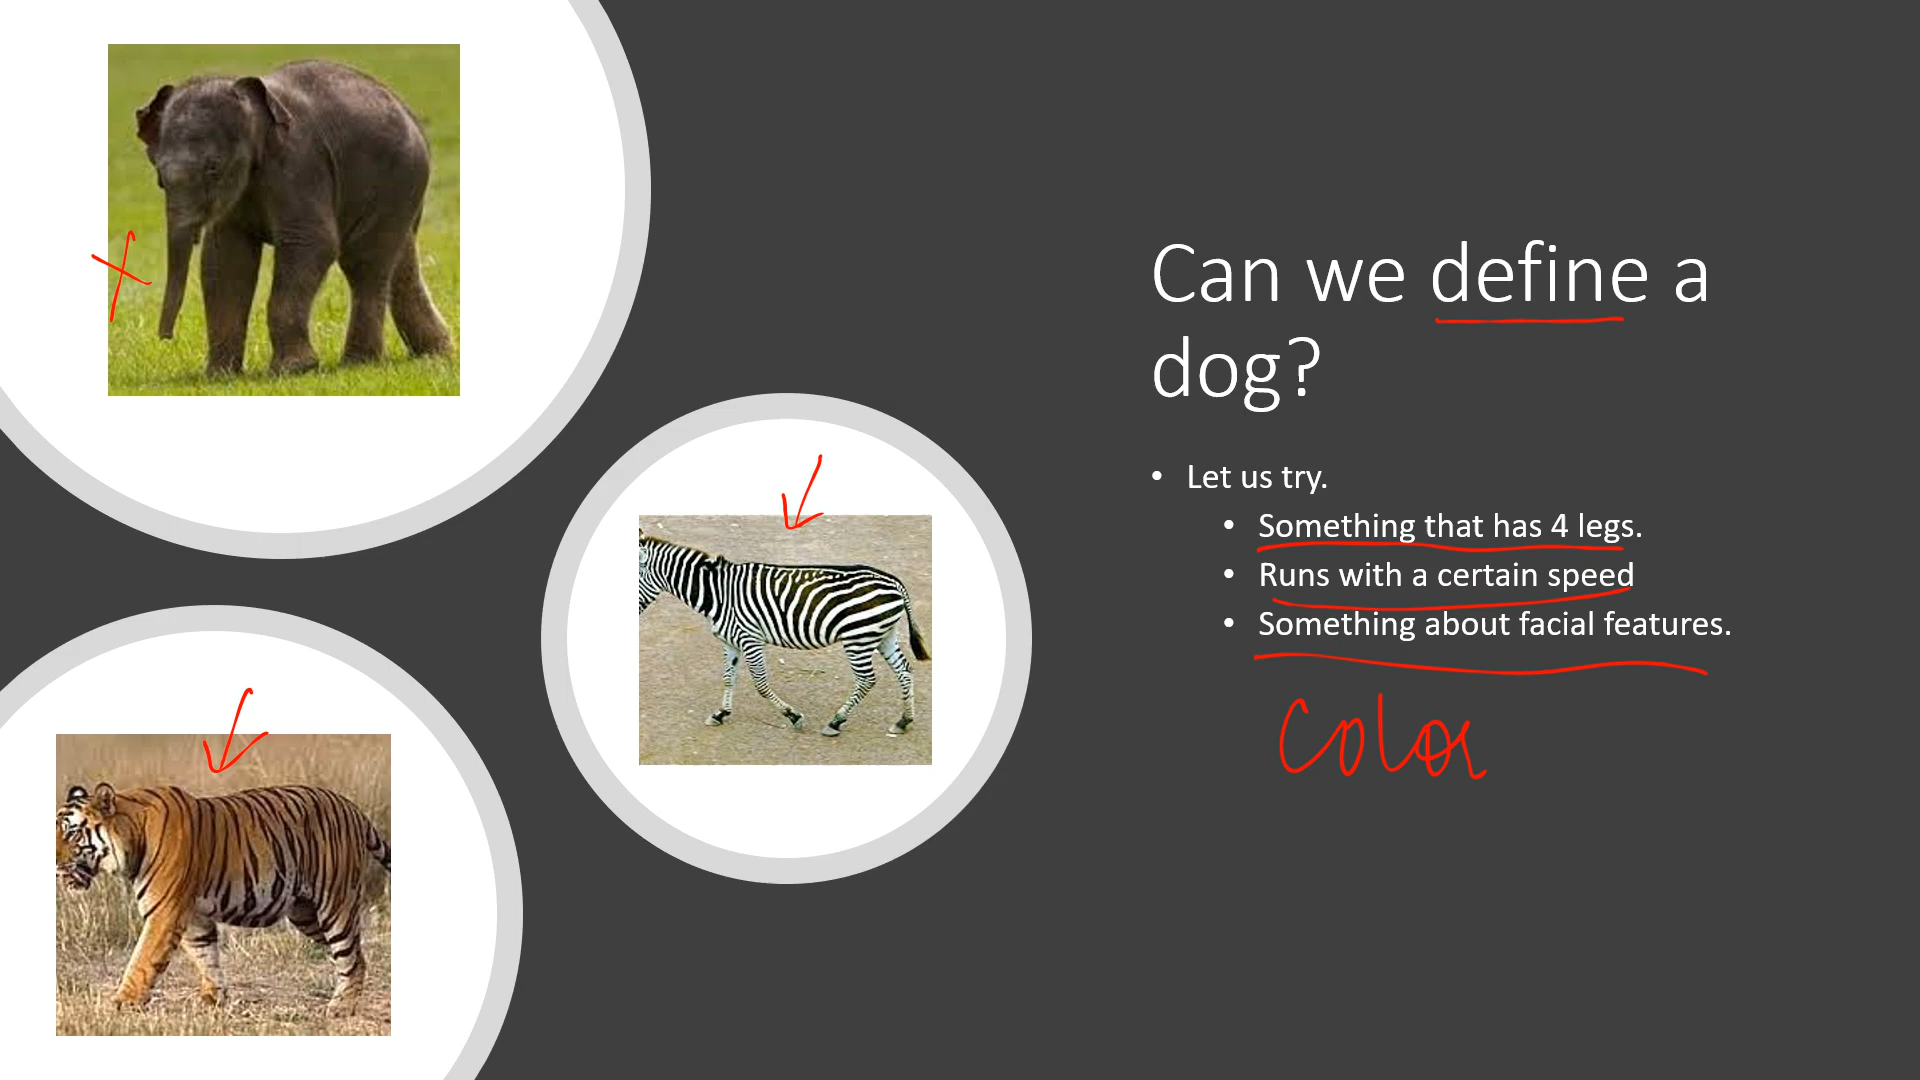 Can we define a
dog?
• Let us try.
• Something that has 4 legs.
• Runs with a certain speed
• Something about facial features.
Color